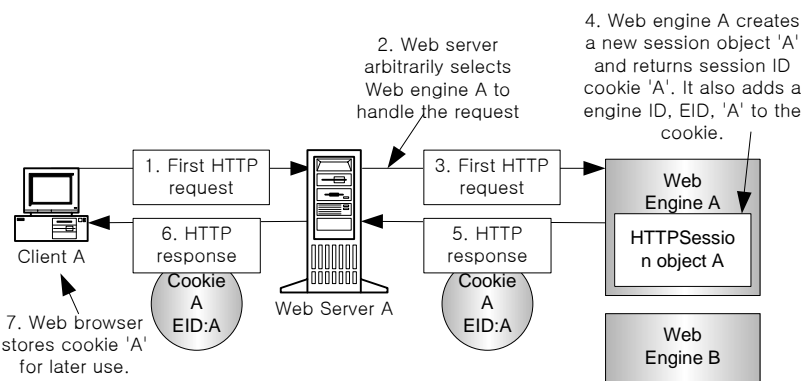 4. Web engine A creates
a new session object 'A'
and returns session ID
cookie 'A'. It also adds a
engine ID, EID, 'A' to the
cookie.
2. Web server
arbitrarily selects
Web engine A to
handle the request
1. First HTTP
request
3. First HTTP
request
Web
Engine A
HTTPSessio
n object A
6. HTTP
response
5. HTTP
response
Client A
Cookie
A
EID:A
Web Server A
Cookie
A
EID:A
7. Web browser
stores cookie 'A'
for later use.
Web
Engine B